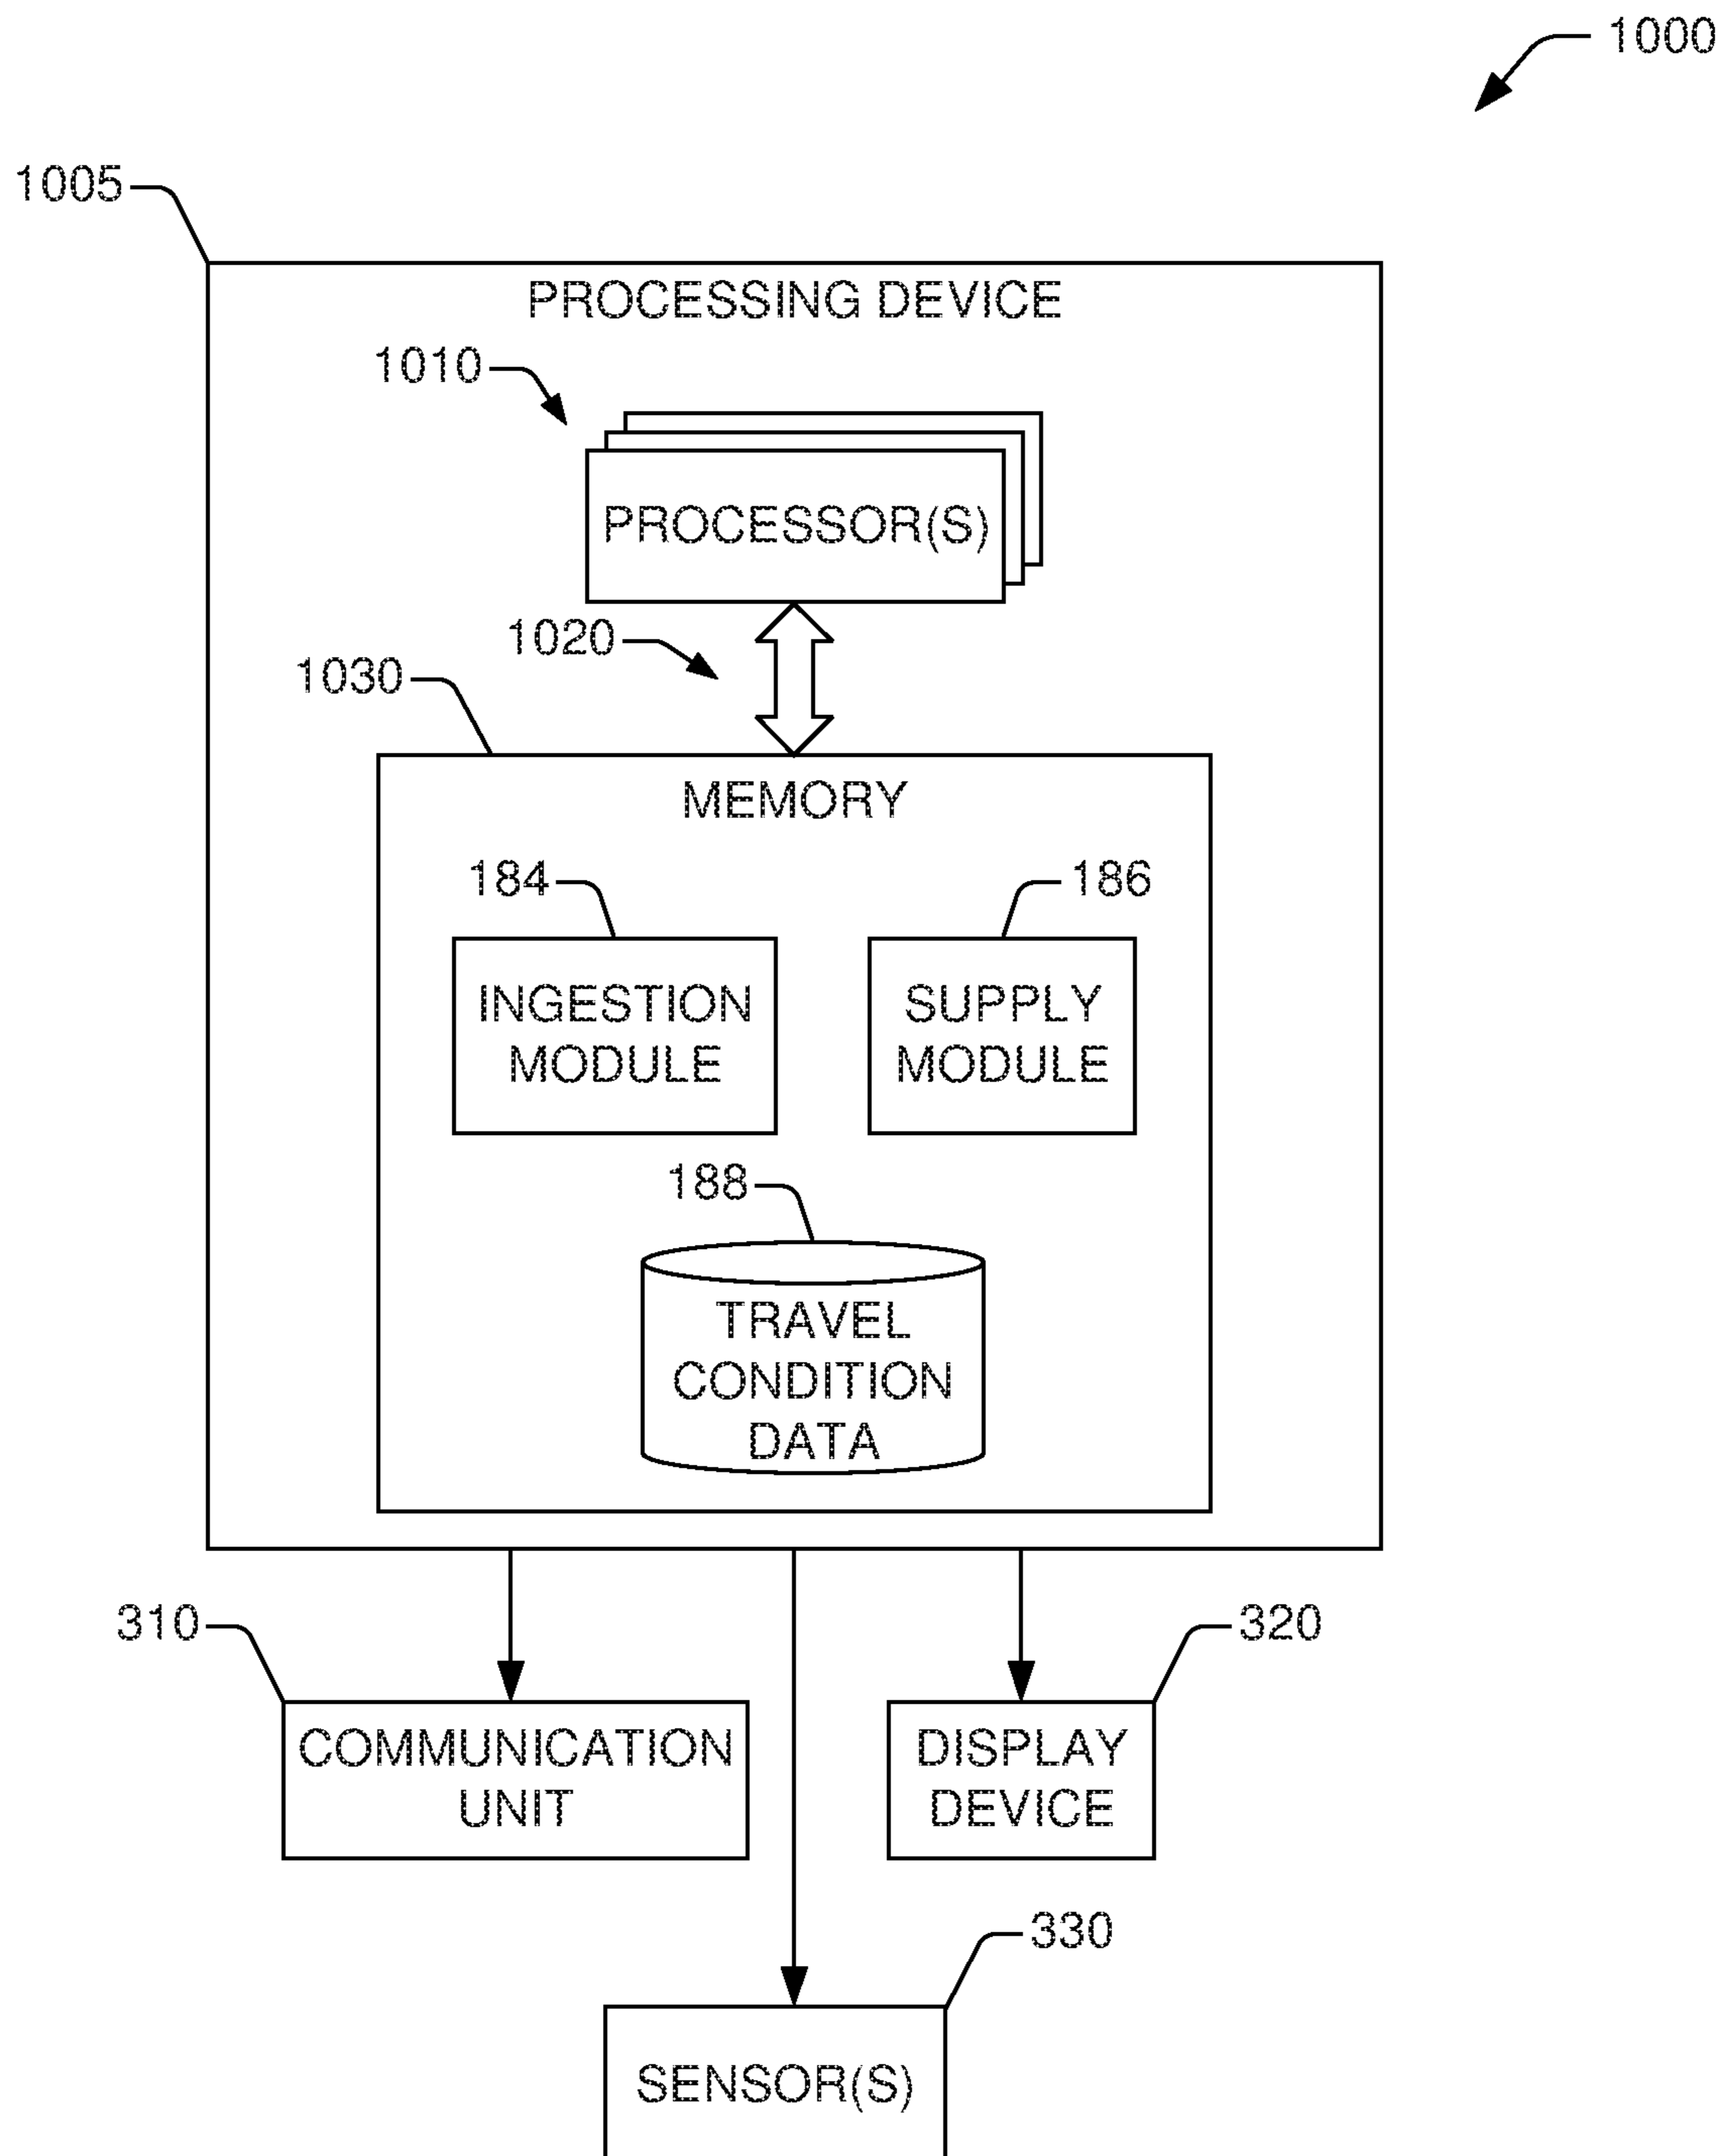 1000
1005
PROCESSING DEVICE
1010
PROCESSOR(S)
1020
1030
MEMORY
184
186
INGESTION
MODULE
SUPPLY
MODULE
188
TRAVEL
CONDITION
DATA
310
320
COMMUNICATION
UNIT
DISPLAY
DEVICE
330
SENSOR(S)